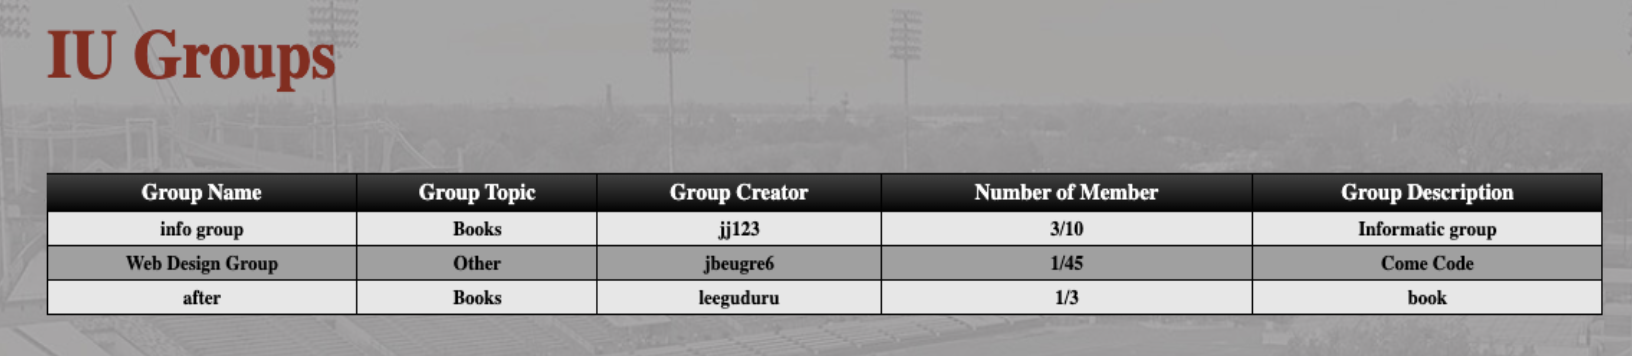 IU Groups
Group Name Group Topic Group Creator Number of Member Group Description
info group Books jj123 3/10 Informatic group
Web Design Group Other jbeugre6 1/45 Come Code
after Books leeguduru 1/3 book